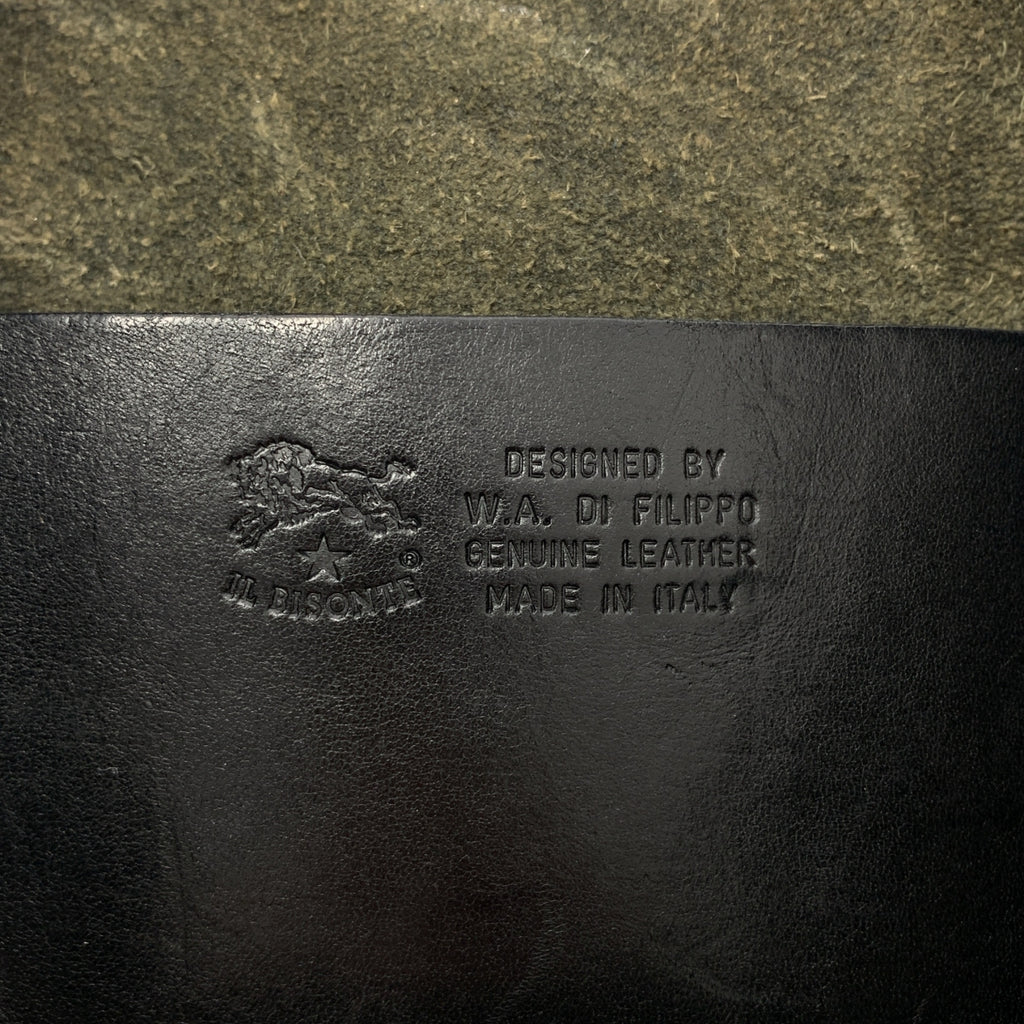 IL BISONTE ®
DESIGNED BY
W.A. DI FILIPPO
GENUINE LEATHER
MADE IN ITALY